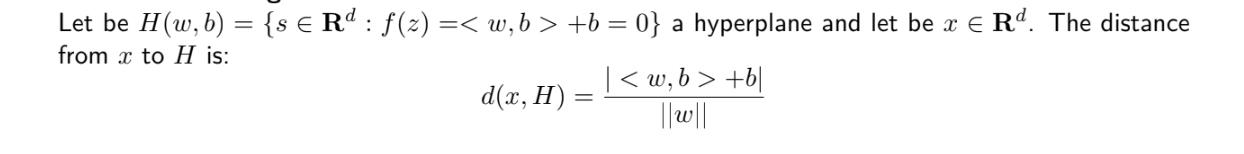 Let be H(w, b) = {s ∈ R^d : f(z) =< w, b > +b = 0} a hyperplane and let be x ∈ R^d. The distance
from x to H is:
d(x, H) = | < w, b > +b| / ||w||